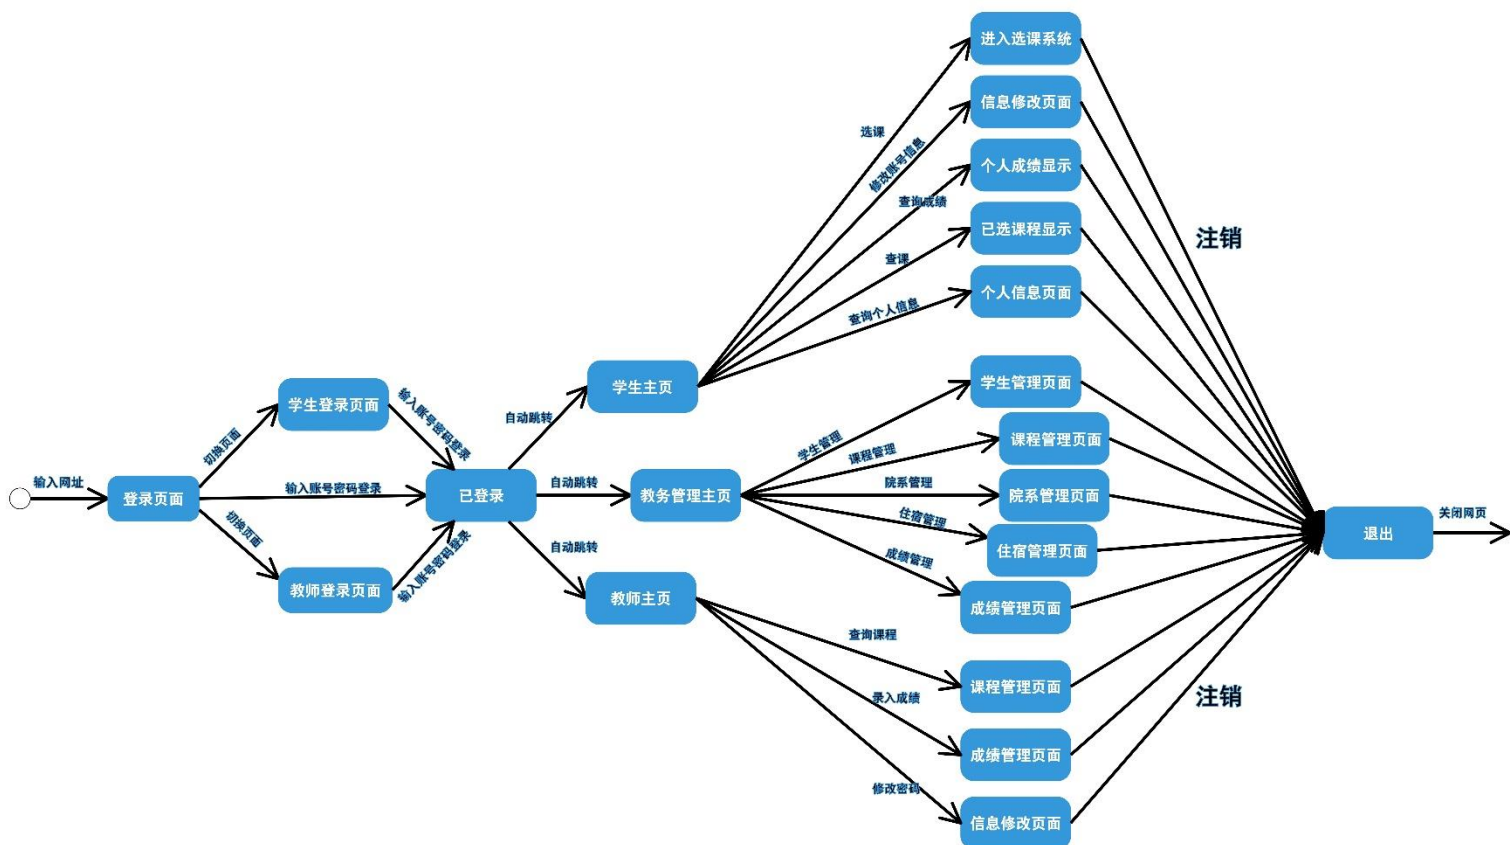 进入选课系统
信息修改页面
选课
修改账号信息
个人成绩显示
查询成绩
已选课程显示
注销
查课
个人信息页面
查询个人信息
学生主页
学生管理页面
学生登录页面
输入账号密码登录
自动跳转
切换页面
学生管理
课程管理
课程管理页面
输入网址
登录页面
输入账号密码登录
已登录
自动跳转
教务管理主页
院系管理
院系管理页面
住宿管理
关闭网页
退出
切换页面
自动跳转
成绩管理
住宿管理页面
教师登录页面
输入账号密码登录
教师主页
成绩管理页面
查询课程
课程管理页面
录入成绩
注销
成绩管理页面
修改密码
信息修改页面